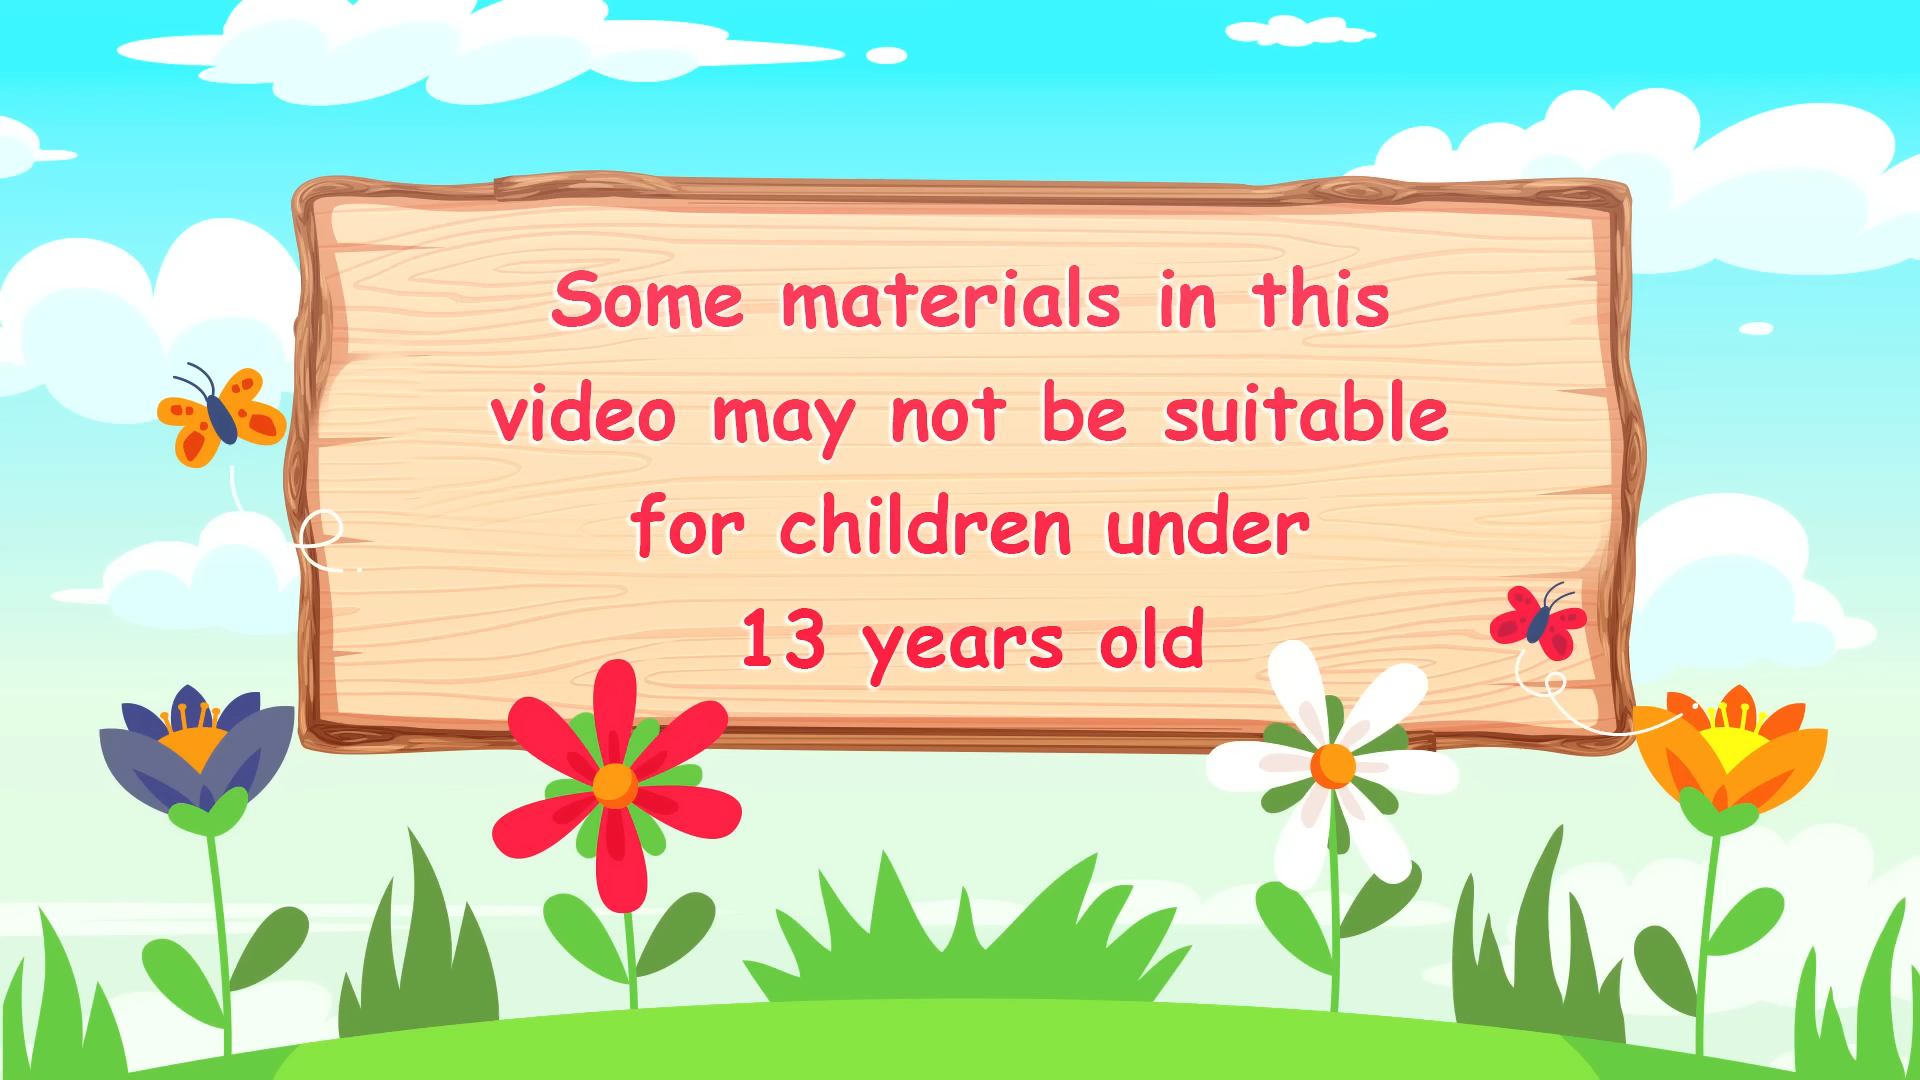 Some materials in this
video may not be suitable
for children under
13 years old